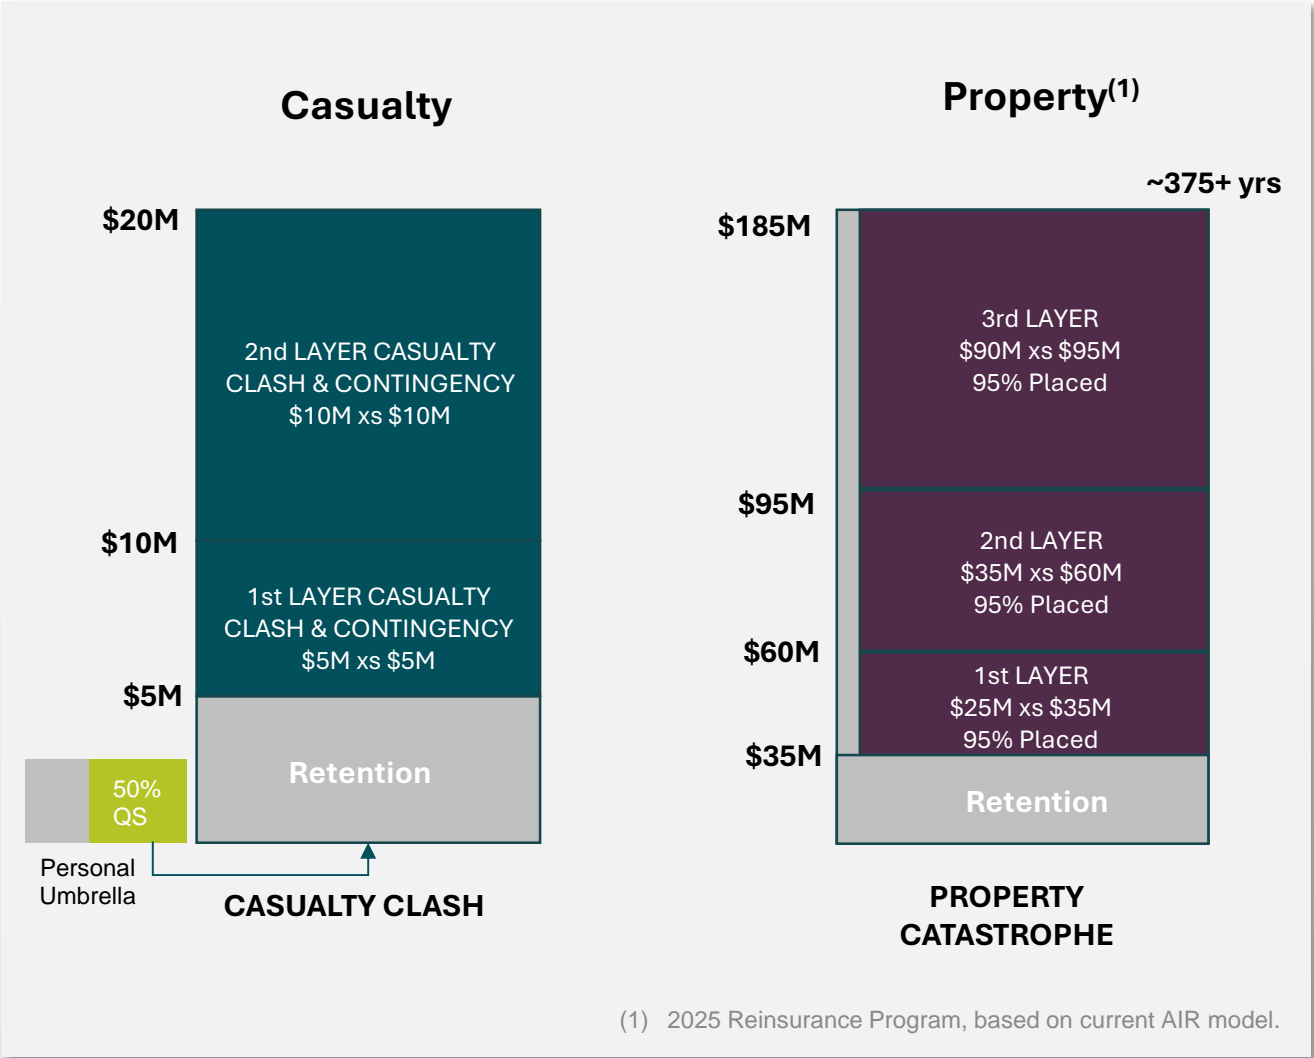 Casualty
$20M
2nd LAYER CASUALTY
CLASH & CONTINGENCY
$10M xs $10M
$10M
1st LAYER CASUALTY
CLASH & CONTINGENCY
$5M xs $5M
$5M
Retention
50%
QS
Personal
Umbrella
CASUALTY CLASH
Property(1)
~375+ yrs
$185M
3rd LAYER
$90M xs $95M
95% Placed
$95M
2nd LAYER
$35M xs $60M
95% Placed
$60M
1st LAYER
$25M xs $35M
95% Placed
$35M
Retention
PROPERTY
CATASTROPHE
(1) 2025 Reinsurance Program, based on current AIR model.